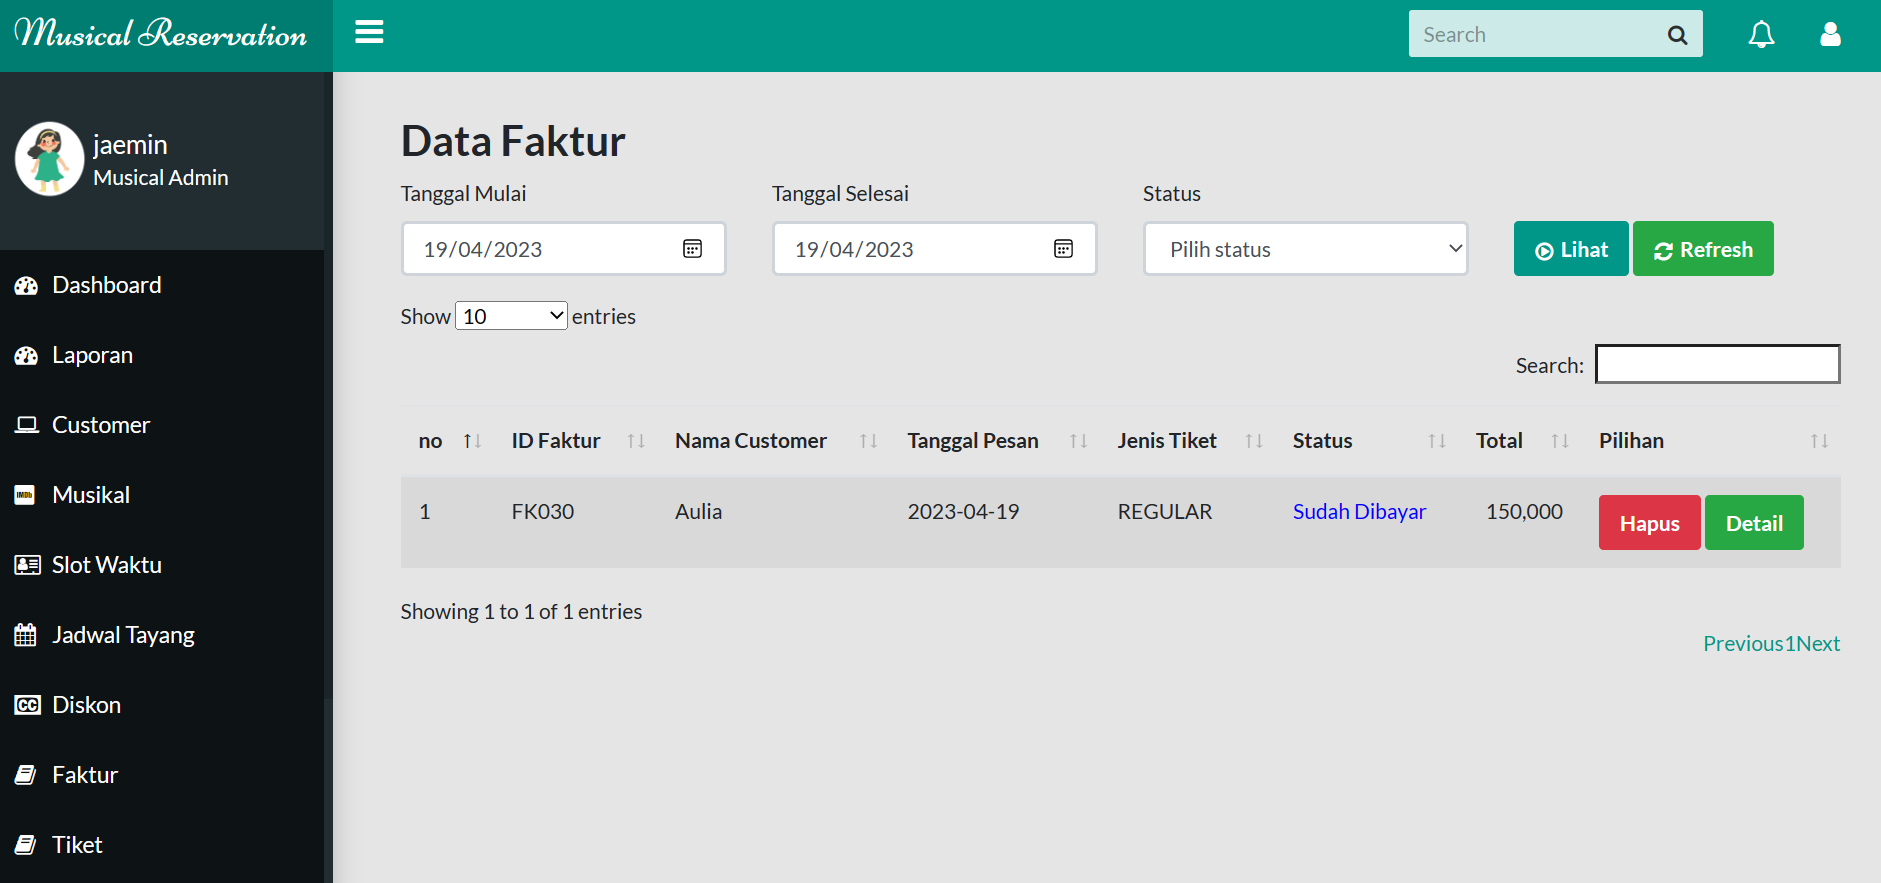 Musical Reservation
Search
jaemin
Musical Admin
Dashboard
Laporan
Customer
Musikal
Slot Waktu
Jadwal Tayang
Diskon
Faktur
Tiket
Data Faktur
Tanggal Mulai Tanggal Selesai Status
19/04/2023 19/04/2023 Pilih status Lihat Refresh
Show 10 entries
Search:
no ID Faktur Nama Customer Tanggal Pesan Jenis Tiket Status Total Pilihan
1 FK030 Aulia 2023-04-19 REGULAR Sudah Dibayar 150,000 Hapus Detail
Showing 1 to 1 of 1 entries
Previous1Next